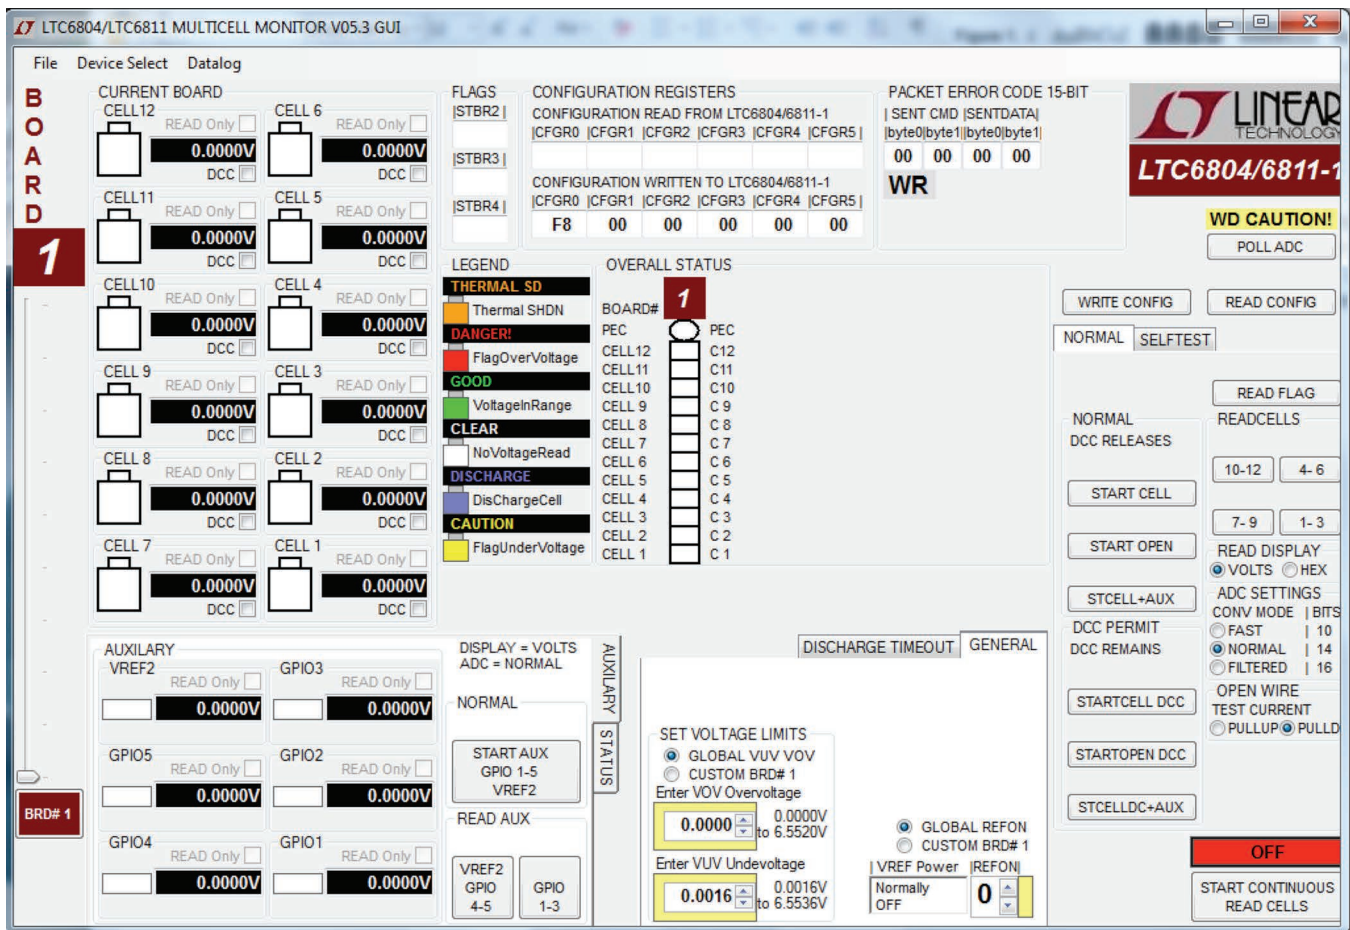 LTC6804/LTC6811 MULTICELL MONITOR V05.3 GUI
File Device Select Datalog
BOARD
1
BRD# 1
CURRENT BOARD
CELL12 READ Only
0.0000V
DCC
CELL 6 READ Only
0.0000V
DCC
CELL11 READ Only
0.0000V
DCC
CELL 5 READ Only
0.0000V
DCC
CELL10 READ Only
0.0000V
DCC
CELL 4 READ Only
0.0000V
DCC
CELL 9 READ Only
0.0000V
DCC
CELL 3 READ Only
0.0000V
DCC
CELL 8 READ Only
0.0000V
DCC
CELL 2 READ Only
0.0000V
DCC
CELL 7 READ Only
0.0000V
DCC
CELL 1 READ Only
0.0000V
DCC
FLAGS
|STBR2|
|STBR3|
|STBR4|
CONFIGURATION REGISTERS
CONFIGURATION READ FROM LTC6804/6811-1
|CFGR0 |CFGR1 |CFGR2 |CFGR3 |CFGR4 |CFGR5|
CONFIGURATION WRITTEN TO LTC6804/6811-1
|CFGR0 |CFGR1 |CFGR2 |CFGR3 |CFGR4 |CFGR5|
F8 00 00 00 00 00
PACKET ERROR CODE 15-BIT
| SENT CMD |SENTDATA|
|byte0|byte1||byte0|byte1|
00 00 00 00
WR
LINEAR
TECHNOLOGY
LTC6804/6811-1
WD CAUTION!
POLL ADC
WRITE CONFIG READ CONFIG
LEGEND
THERMAL SD
Thermal SHDN
DANGER!
FlagOverVoltage
GOOD
VoltageInRange
CLEAR
NoVoltageRead
DISCHARGE
DisChargeCell
CAUTION
FlagUnderVoltage
OVERALL STATUS
BOARD# 1
PEC PEC
CELL12 C12
CELL11 C11
CELL10 C10
CELL 9 C 9
CELL 8 C 8
CELL 7 C 7
CELL 6 C 6
CELL 5 C 5
CELL 4 C 4
CELL 3 C 3
CELL 2 C 2
CELL 1 C 1
NORMAL SELFTEST
READ FLAG
NORMAL
DCC RELEASES
START CELL
START OPEN
STCELL+AUX
DCC PERMIT
DCC REMAINS
STARTCELL DCC
STARTOPEN DCC
STCELLDC+AUX
READCELLS
10-12 4- 6
7- 9 1- 3
READ DISPLAY
VOLTS HEX
ADC SETTINGS
CONV MODE | BITS
FAST | 10
NORMAL | 14
FILTERED | 16
OPEN WIRE
TEST CURRENT
PULLUP PULLD
OFF
START CONTINUOUS
READ CELLS
AUXILARY
VREF2 READ Only
0.0000V
GPIO3 READ Only
0.0000V
GPIO5 READ Only
0.0000V
GPIO2 READ Only
0.0000V
GPIO4 READ Only
0.0000V
GPIO1 READ Only
0.0000V
DISPLAY = VOLTS
ADC = NORMAL
NORMAL
START AUX
GPIO 1-5
VREF2
READ AUX
VREF2
GPIO
4-5
GPIO
1-3
AUXILARY
STATUS
DISCHARGE TIMEOUT GENERAL
SET VOLTAGE LIMITS
GLOBAL VUV VOV
CUSTOM BRD# 1
Enter VOV Overvoltage
0.0000 0.0000V
to 6.5520V
Enter VUV Undevoltage
0.0016 0.0016V
to 6.5536V
GLOBAL REFON
CUSTOM BRD# 1
| VREF Power |REFON|
Normally
OFF
0